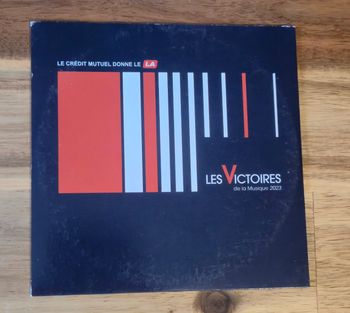 LE CRÉDIT MUTUEL DONNE LE LA
LES VICTOIRES
de la Musique 2023